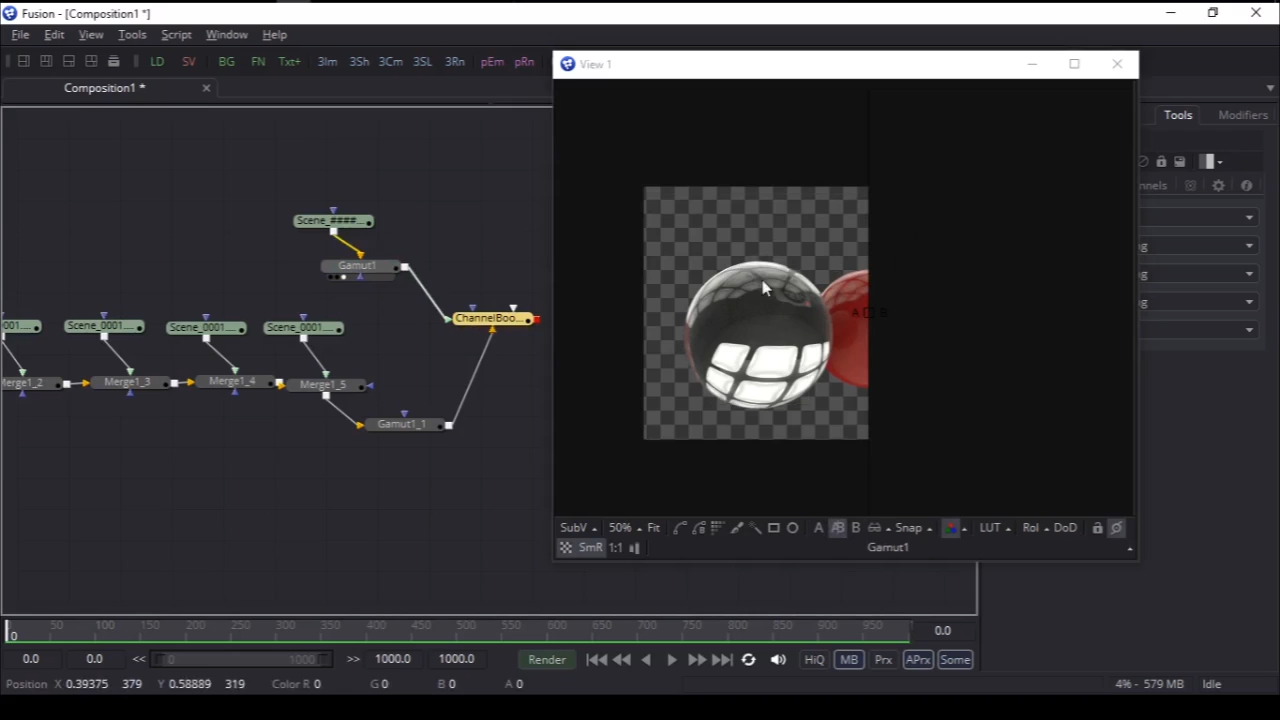 Fusion - [Composition1 *]
File Edit View Tools Script Window Help
LD SV BG FN Txt+ 3Im 3Sh 3Cm 3SL 3Rn pEm pRn
View 1
Composition1 *
Tools Modifiers
nnels
Scene_####...
Gamut1
ChannelBoo...
001.... Scene_0001.... Scene_0001.... Scene_0001....
Merge1_2 Merge1_3 Merge1_4 Merge1_5
Gamut1_1
A B
SubV 50% Fit A AB B Snap LUT RoI DoD
SmR 1:1 Gamut1
0 50 100 150 200 250 300 350 400 450 500 550 600 650 700 750 800 850 900 950 0.0
0.0 0.0 << 0 1000 >> 1000.0 1000.0 Render HiQ MB Prx APrx Some
Position X 0.39375 379 Y 0.58889 319 Color R 0 G 0 B 0 A 0 4% - 579 MB Idle